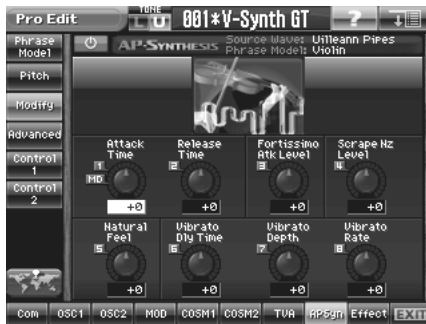 Pro Edit
TONE
L U
001*V-Synth GT
?
Phrase Model
AP-SYNTHESIS
Source Wave: Uilleann Pipes
Phrase Model: Violin
Pitch
Modify
Advanced
Control 1
Control 2
Attack Time
Release Time
Fortissimo Atk Level
Scrape Nz Level
1
MD
2
3
4
+0
+0
+0
+0
Natural Feel
Vibrato Dly Time
Vibrato Depth
Vibrato Rate
5
6
7
8
+0
+0
+0
+0
Com OSC1 OSC2 MOD COSM1 COSM2 TVA APSyn Effect EXIT